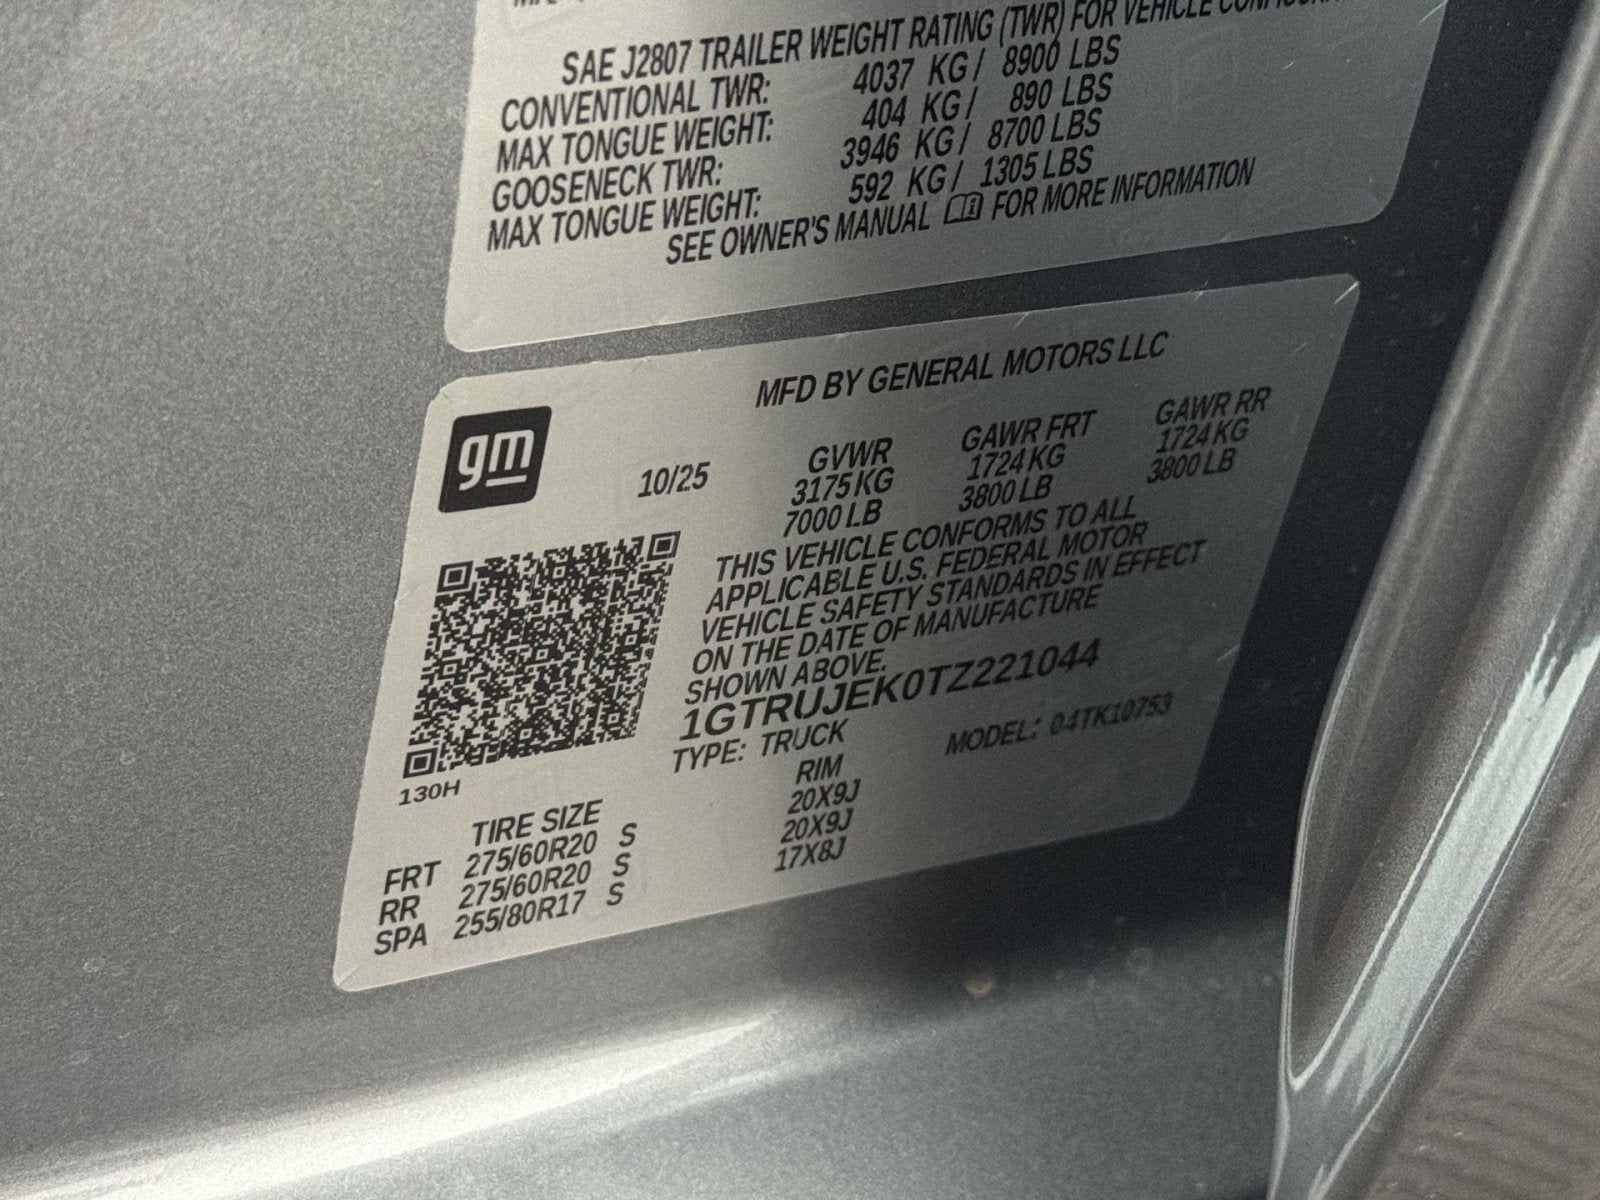 SAE J2807 TRAILER WEIGHT RATING (TWR) FOR VEHICLE
CONVENTIONAL TWR: 4037 KG / 8900 LBS
MAX TONGUE WEIGHT: 404 KG / 890 LBS
GOOSENECK TWR: 3946 KG / 8700 LBS
MAX TONGUE WEIGHT: 592 KG / 1305 LBS
SEE OWNER'S MANUAL FOR MORE INFORMATION
gm
MFD BY GENERAL MOTORS LLC
10/25 GVWR GAWR FRT GAWR RR
3175 KG 1724 KG 1724 KG
7000 LB 3800 LB 3800 LB
THIS VEHICLE CONFORMS TO ALL
APPLICABLE U.S. FEDERAL MOTOR
VEHICLE SAFETY STANDARDS IN EFFECT
ON THE DATE OF MANUFACTURE
SHOWN ABOVE.
1GTRUJEK0TZ221044
TYPE: TRUCK MODEL: 04TK10753
130H
TIRE SIZE RIM
FRT 275/60R20 S 20X9J
RR 275/60R20 S 20X9J
SPA 255/80R17 S 17X8J